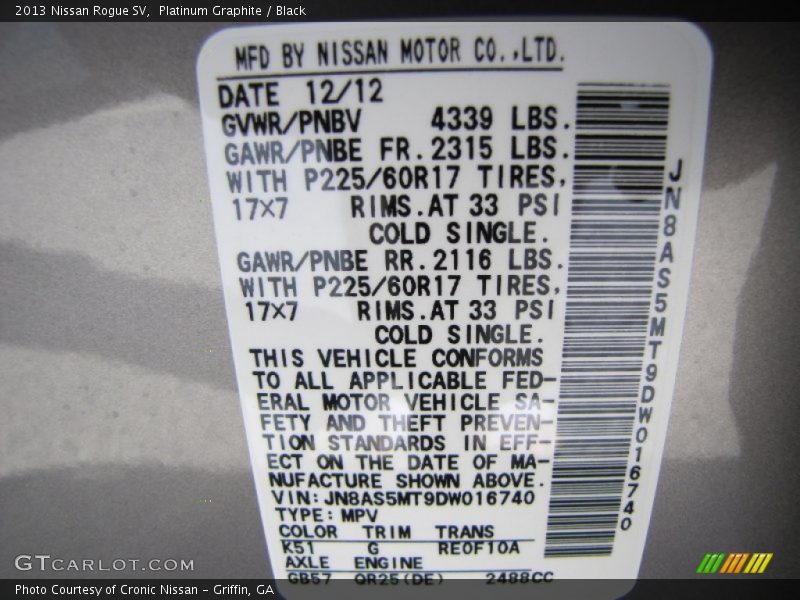 2013 Nissan Rogue SV,  Platinum Graphite / Black
MFD BY NISSAN MOTOR CO.,LTD.
DATE 12/12
GVWR/PNBV 4339 LBS.
GAWR/PNBE FR.2315 LBS.
WITH P225/60R17 TIRES,
17X7 RIMS.AT 33 PSI
COLD SINGLE.
GAWR/PNBE RR.2116 LBS.
WITH P225/60R17 TIRES,
17X7 RIMS.AT 33 PSI
COLD SINGLE.
THIS VEHICLE CONFORMS
TO ALL APPLICABLE FED-
ERAL MOTOR VEHICLE SA-
FETY AND THEFT PREVEN-
TION STANDARDS IN EFF-
ECT ON THE DATE OF MA-
NUFACTURE SHOWN ABOVE.
VIN:JN8AS5MT9DW016740
TYPE:MPV
COLOR TRIM TRANS
K51 G RE0F10A
AXLE ENGINE
GB57 QR25(DE) 2488CC
JN8AS5MT9DW016740
GTCARLOT.COM
Photo Courtesy of Cronic Nissan - Griffin, GA